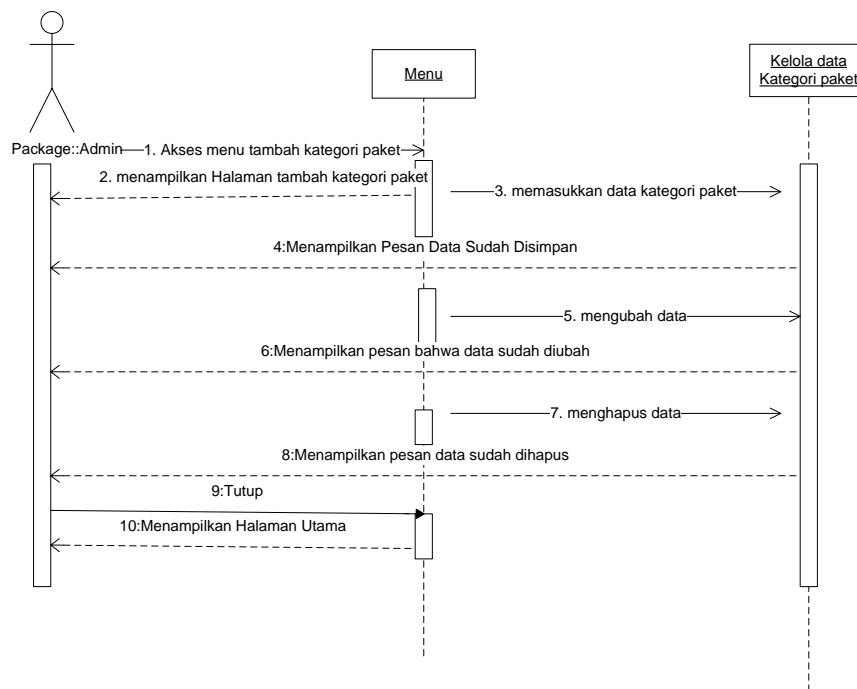 Menu
Kelola data
Kategori paket
Package::Admin
1. Akses menu tambah kategori paket
2. menampilkan Halaman tambah kategori paket
3. memasukkan data kategori paket
4:Menampilkan Pesan Data Sudah Disimpan
5. mengubah data
6:Menampilkan pesan bahwa data sudah diubah
7. menghapus data
8:Menampilkan pesan data sudah dihapus
9:Tutup
10:Menampilkan Halaman Utama